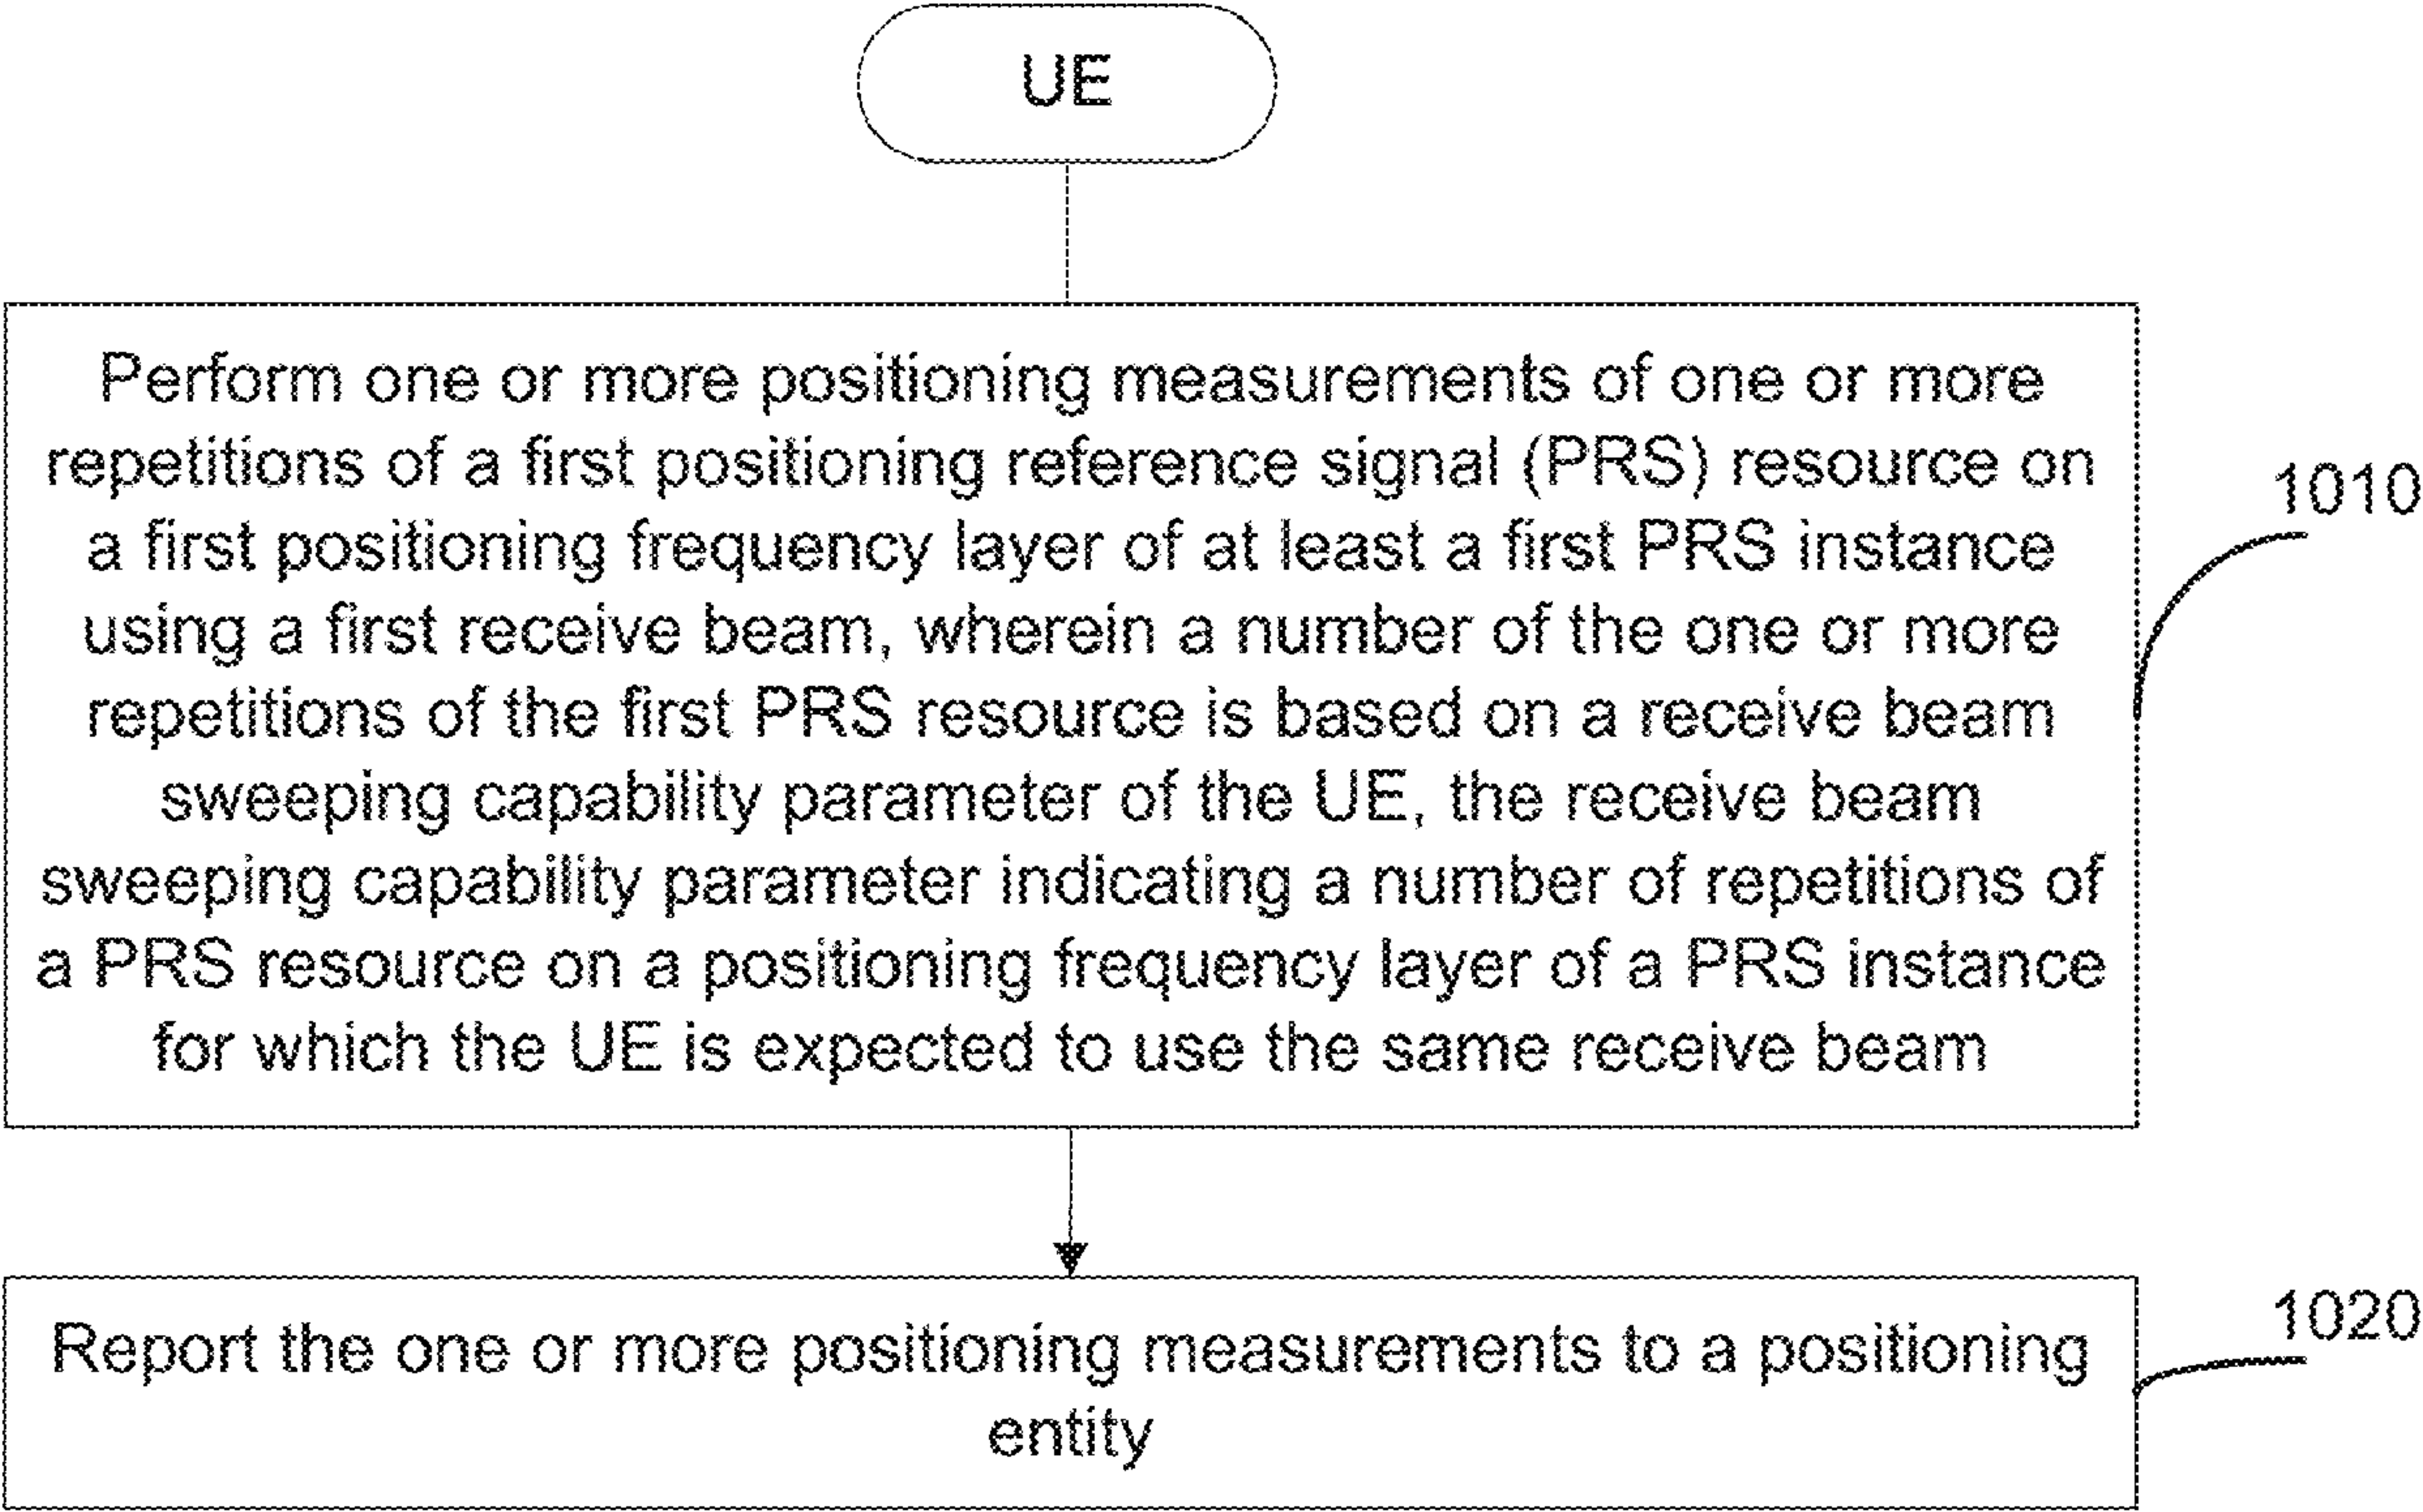 UE
Perform one or more positioning measurements of one or more
repetitions of a first positioning reference signal (PRS) resource on
a first positioning frequency layer of at least a first PRS instance
using a first receive beam, wherein a number of the one or more
repetitions of the first PRS resource is based on a receive beam
sweeping capability parameter of the UE, the receive beam
sweeping capability parameter indicating a number of repetitions of
a PRS resource on a positioning frequency layer of a PRS instance
for which the UE is expected to use the same receive beam
1010
Report the one or more positioning measurements to a positioning
entity
1020